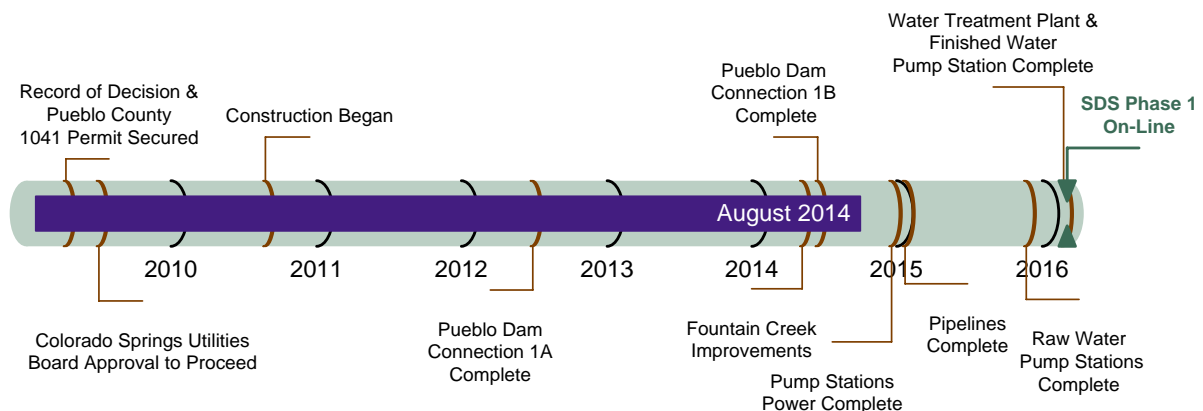 Record of Decision &
Pueblo County
1041 Permit Secured
Construction Began
Pueblo Dam
Connection 1B
Complete
Water Treatment Plant &
Finished Water
Pump Station Complete
SDS Phase 1
On-Line
August 2014
2010
2011
2012
2013
2014
2015
2016
Colorado Springs Utilities
Board Approval to Proceed
Pueblo Dam
Connection 1A
Complete
Fountain Creek
Improvements
Pump Stations
Power Complete
Pipelines
Complete
Raw Water
Pump Stations
Complete